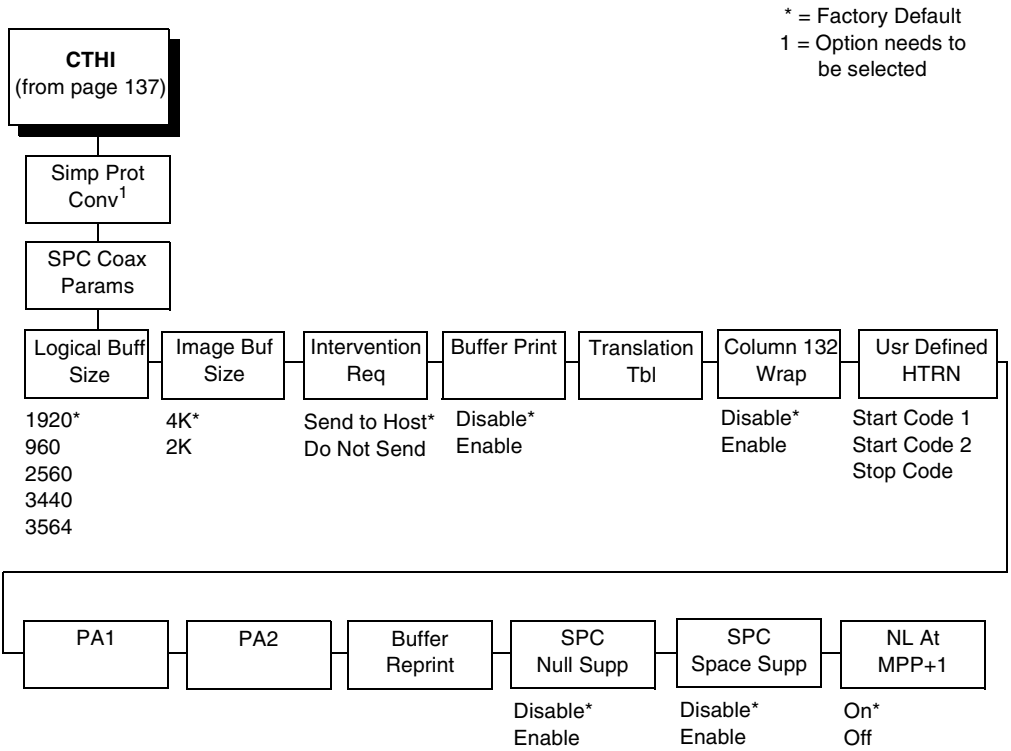 * = Factory Default
1 = Option needs to
be selected
CTHI
(from page 137)
Simp Prot
Conv1
SPC Coax
Params
Logical Buff
Size
1920*
960
2560
3440
3564
Image Buf
Size
4K*
2K
Intervention
Req
Send to Host*
Do Not Send
Buffer Print
Disable*
Enable
Translation
Tbl
Column 132
Wrap
Disable*
Enable
Usr Defined
HTRN
Start Code 1
Start Code 2
Stop Code
PA1
PA2
Buffer
Reprint
SPC
Null Supp
Disable*
Enable
SPC
Space Supp
Disable*
Enable
NL At
MPP+1
On*
Off